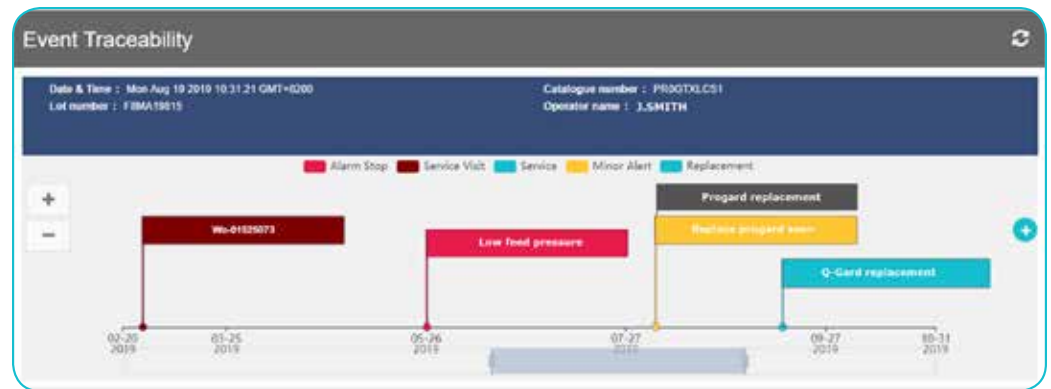 Event Traceability
Date & Time : Mon Aug 19 2019 10:31:21 GMT+0200
Catalogue number : PR0GTXLCS1
Lot number : F8MA19815
Operator name : J.SMITH
Alarm Stop Service Visit Service Minor Alert Replacement
+
Progard replacement
−
Wo-01525073
Replace progard soon
Low feed pressure
Q-Gard replacement
02-20 2019
03-25 2019
05-26 2019
07-27 2019
09-27 2019
10-31 2019